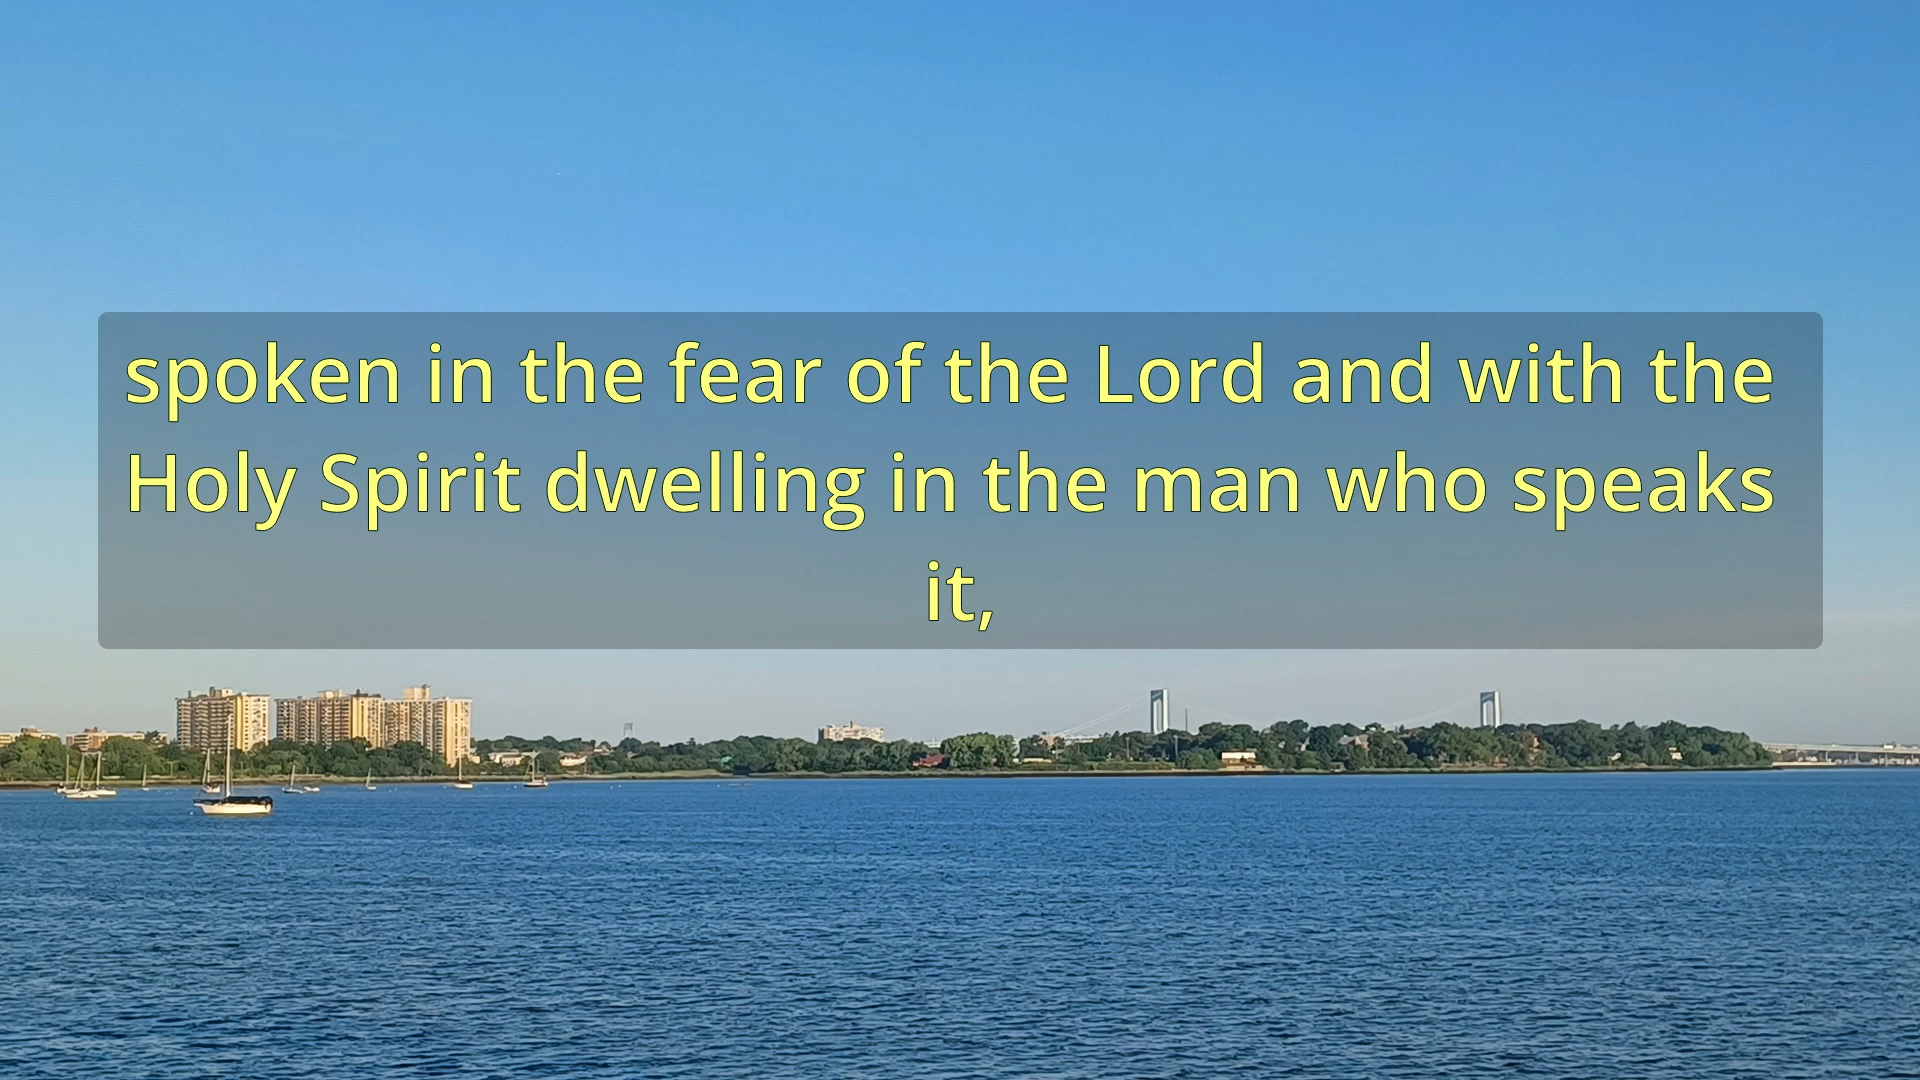 spoken in the fear of the Lord and with the
Holy Spirit dwelling in the man who speaks
it,